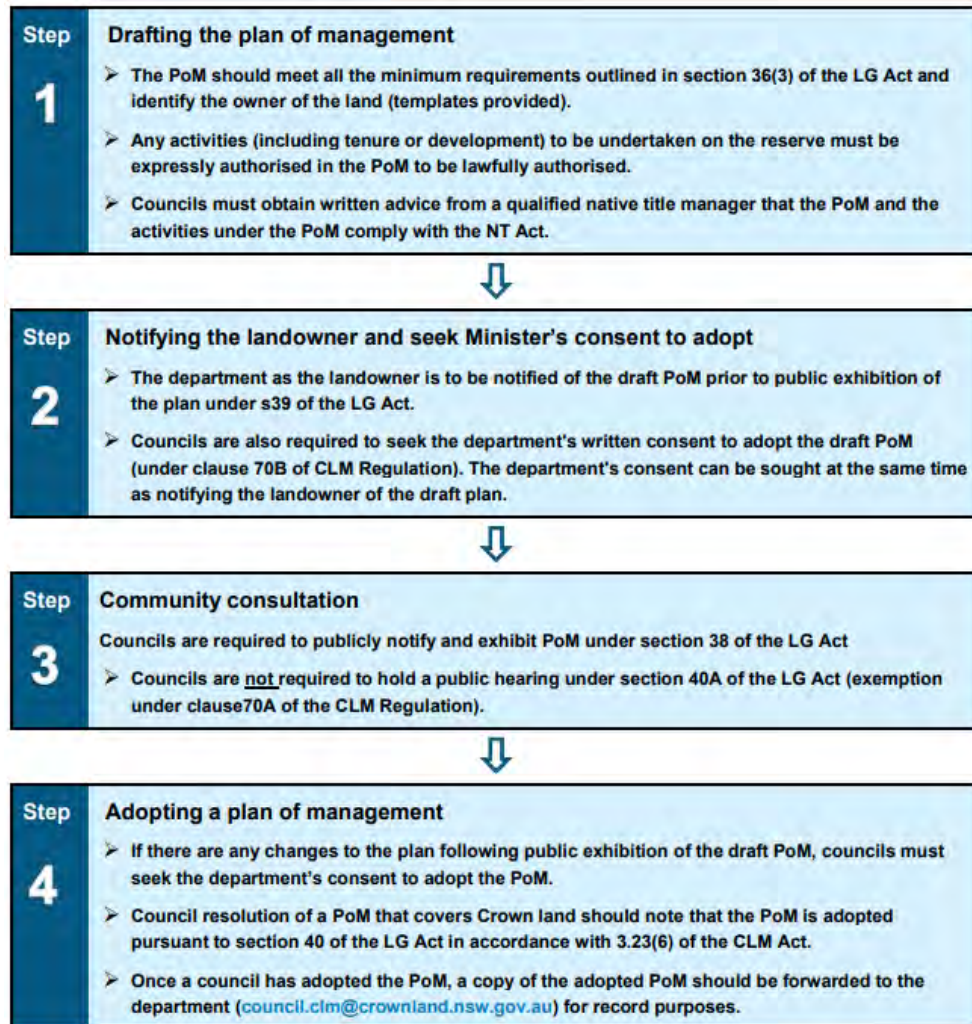 Step
1
Drafting the plan of management
➢ The PoM should meet all the minimum requirements outlined in section 36(3) of the LG Act and
identify the owner of the land (templates provided).
➢ Any activities (including tenure or development) to be undertaken on the reserve must be
expressly authorised in the PoM to be lawfully authorised.
➢ Councils must obtain written advice from a qualified native title manager that the PoM and the
activities under the PoM comply with the NT Act.
Step
2
Notifying the landowner and seek Minister's consent to adopt
➢ The department as the landowner is to be notified of the draft PoM prior to public exhibition of
the plan under s39 of the LG Act.
➢ Councils are also required to seek the department's written consent to adopt the draft PoM
(under clause 70B of CLM Regulation). The department's consent can be sought at the same time
as notifying the landowner of the draft plan.
Step
3
Community consultation
Councils are required to publicly notify and exhibit PoM under section 38 of the LG Act
➢ Councils are not required to hold a public hearing under section 40A of the LG Act (exemption
under clause70A of the CLM Regulation).
Step
4
Adopting a plan of management
➢ If there are any changes to the plan following public exhibition of the draft PoM, councils must
seek the department's consent to adopt the PoM.
➢ Council resolution of a PoM that covers Crown land should note that the PoM is adopted
pursuant to section 40 of the LG Act in accordance with 3.23(6) of the CLM Act.
➢ Once a council has adopted the PoM, a copy of the adopted PoM should be forwarded to the
department (council.clm@crownland.nsw.gov.au) for record purposes.